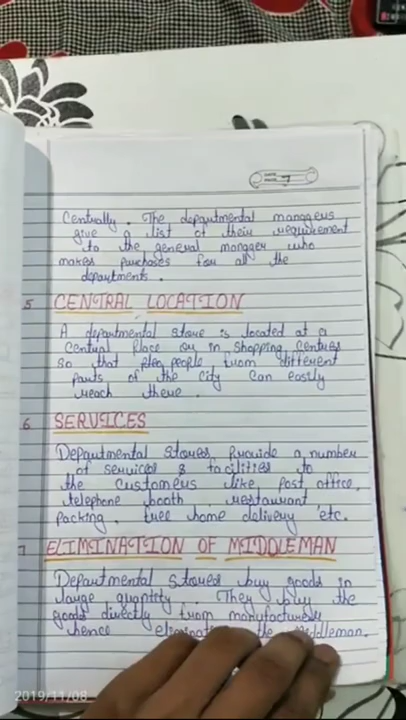 DATE
PAGE 7
Centrally. The departmental managers
give a list of their requirement
to the general manager who
makes purchases for all the
departments.
5 CENTRAL LOCATION
A departmental store is located at a
central place or in shopping centres
so that people from different
parts of the city can easily
reach there.
6 SERVICES
Departmental stores provide a number
of services & facilities to
the customers like, post office,
telephone booth restaurant
packing. free home delivery etc.
7 ELIMINATION OF MIDDLEMAN
Departmental stores buy goods in
large quantity. They buy the
goods directly from manufacturers
hence the middleman.
2019/11/08